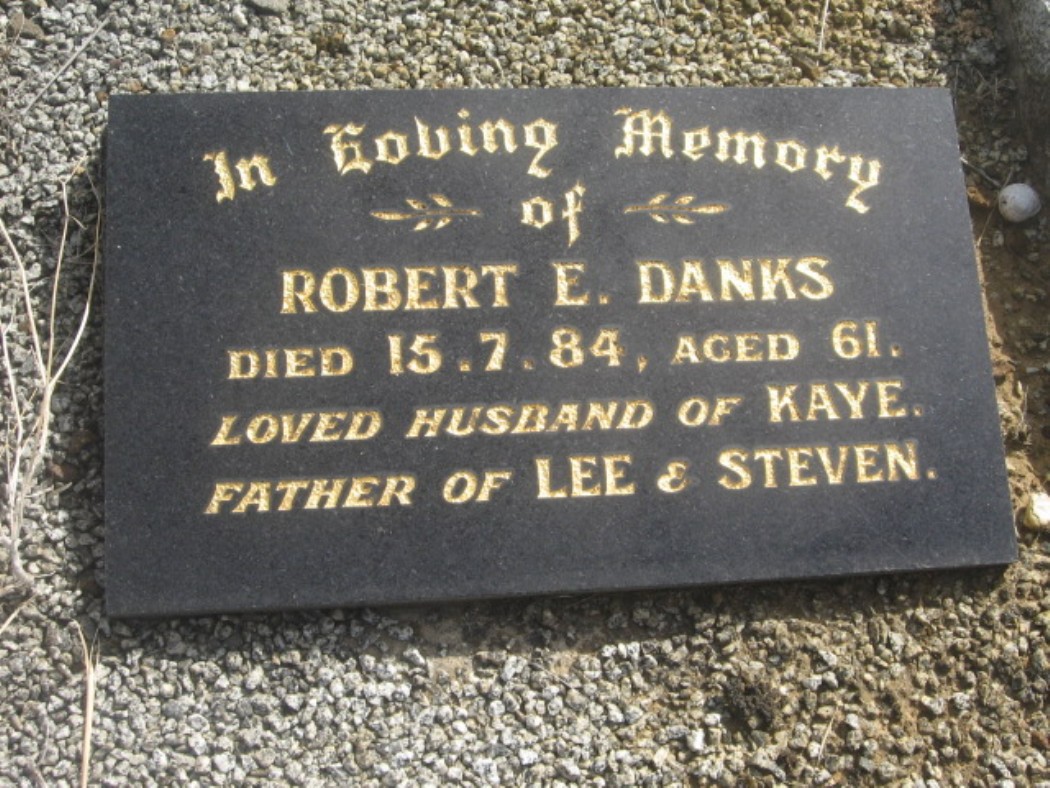 In Loving Memory
of
ROBERT E. DANKS
DIED 15.7.84, AGED 61.
LOVED HUSBAND OF KAYE.
FATHER OF LEE & STEVEN.